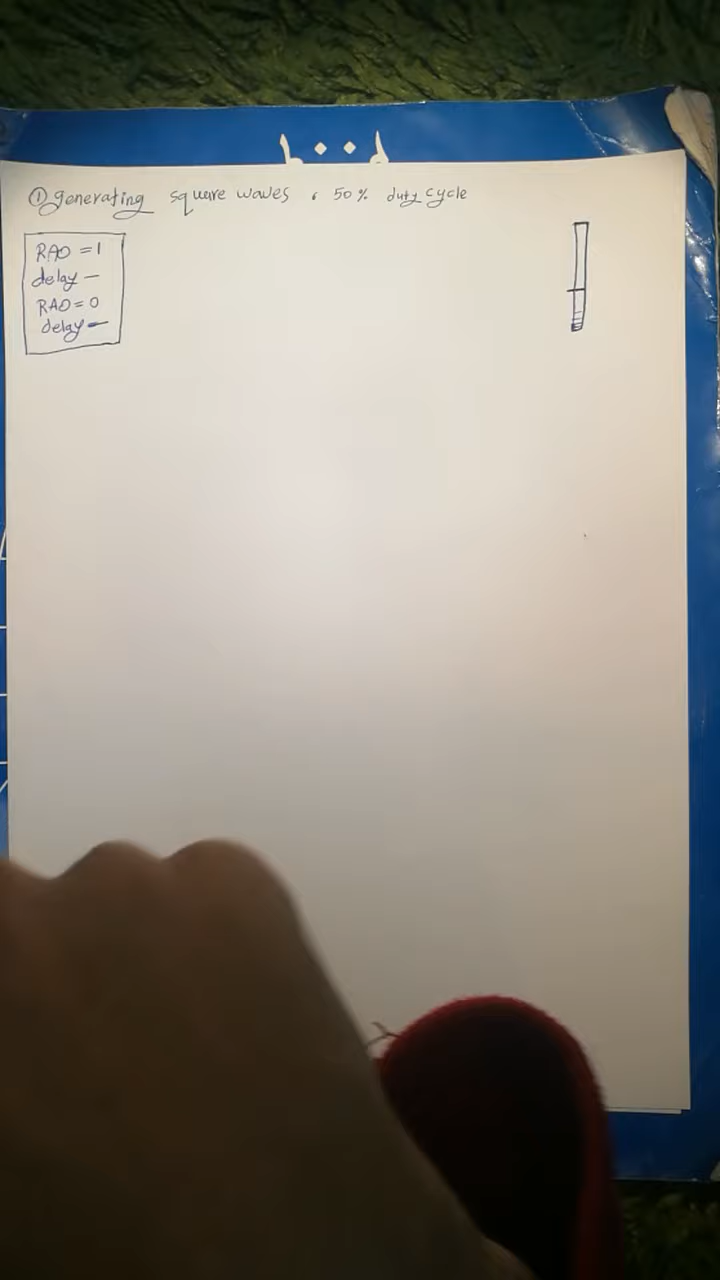 ① generating square waves, 50% duty cycle
RA0 = 1
delay —
RA0 = 0
delay —